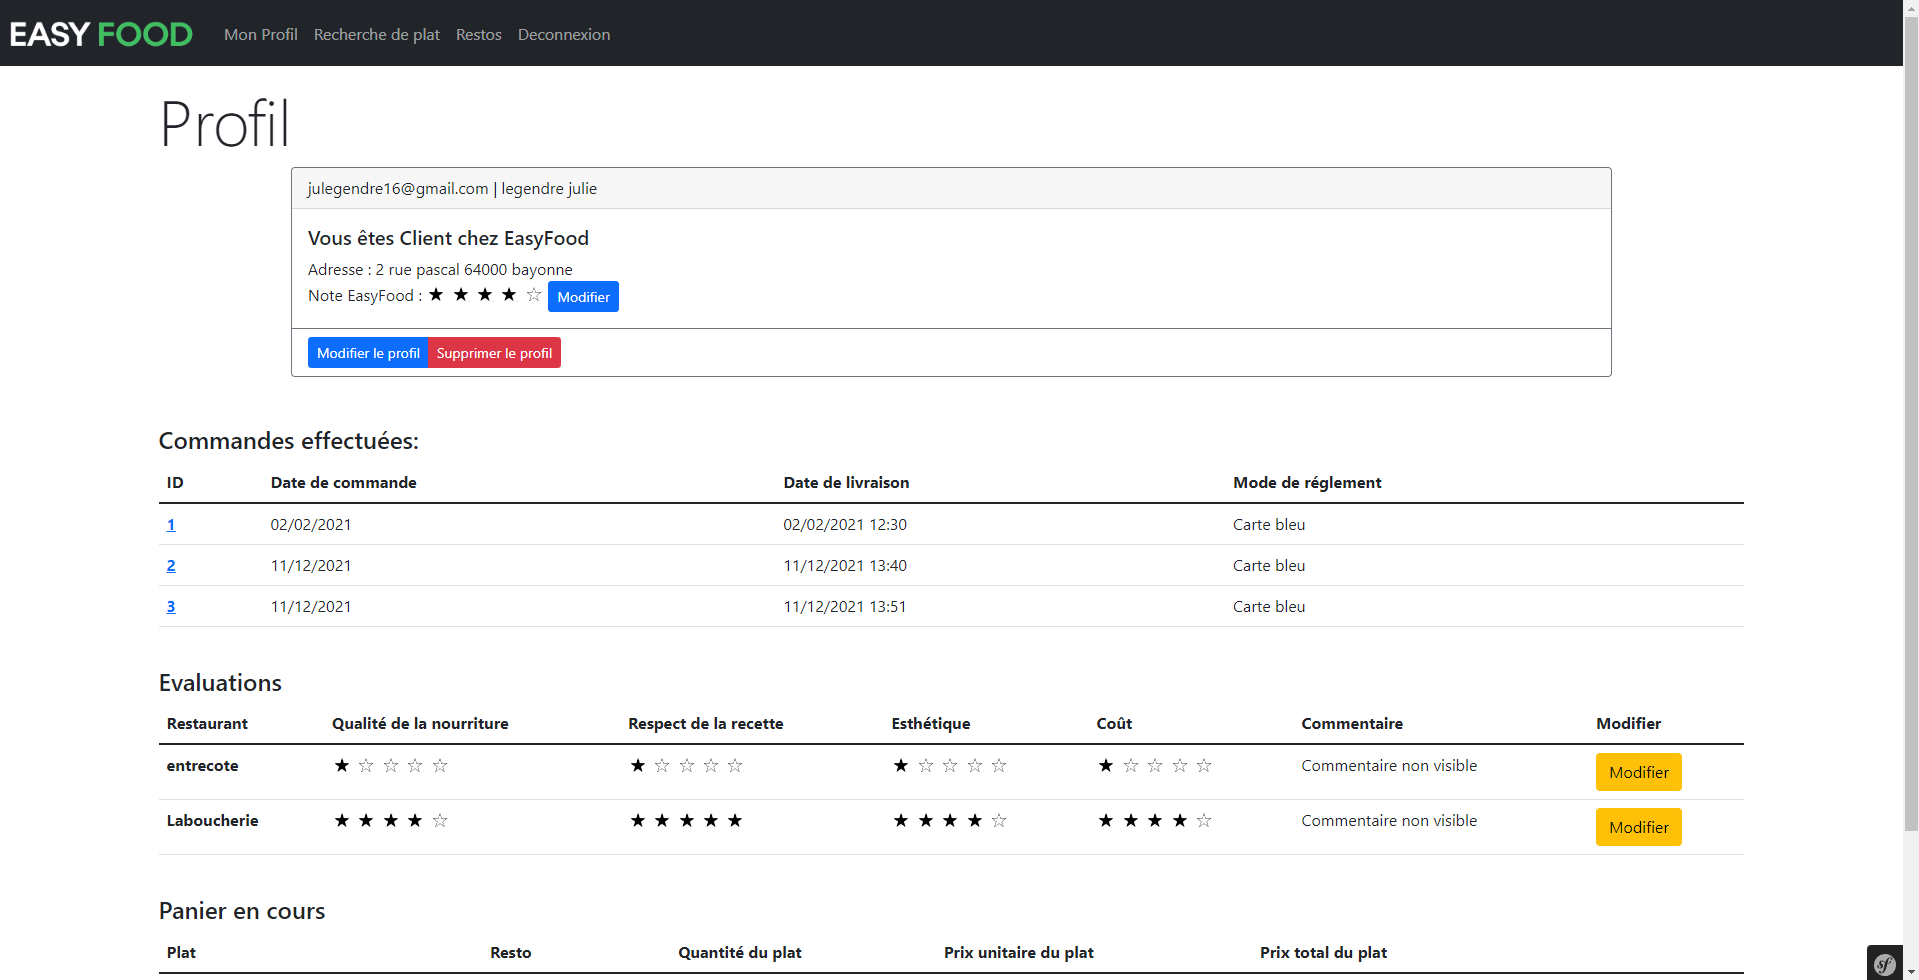 EASY FOOD Mon Profil Recherche de plat Restos Deconnexion
Profil
julegendre16@gmail.com | legendre julie
Vous êtes Client chez EasyFood
Adresse : 2 rue pascal 64000 bayonne
Note EasyFood : ★ ★ ★ ★ ☆ Modifier
Modifier le profil Supprimer le profil
Commandes effectuées:
ID Date de commande Date de livraison Mode de réglement
1 02/02/2021 02/02/2021 12:30 Carte bleu
2 11/12/2021 11/12/2021 13:40 Carte bleu
3 11/12/2021 11/12/2021 13:51 Carte bleu
Evaluations
Restaurant Qualité de la nourriture Respect de la recette Esthétique Coût Commentaire Modifier
entrecote ★ ☆ ☆ ☆ ☆ ★ ☆ ☆ ☆ ☆ ★ ☆ ☆ ☆ ☆ ★ ☆ ☆ ☆ ☆ Commentaire non visible Modifier
Laboucherie ★ ★ ★ ★ ☆ ★ ★ ★ ★ ★ ★ ★ ★ ★ ☆ ★ ★ ★ ★ ☆ Commentaire non visible Modifier
Panier en cours
Plat Resto Quantité du plat Prix unitaire du plat Prix total du plat
sf